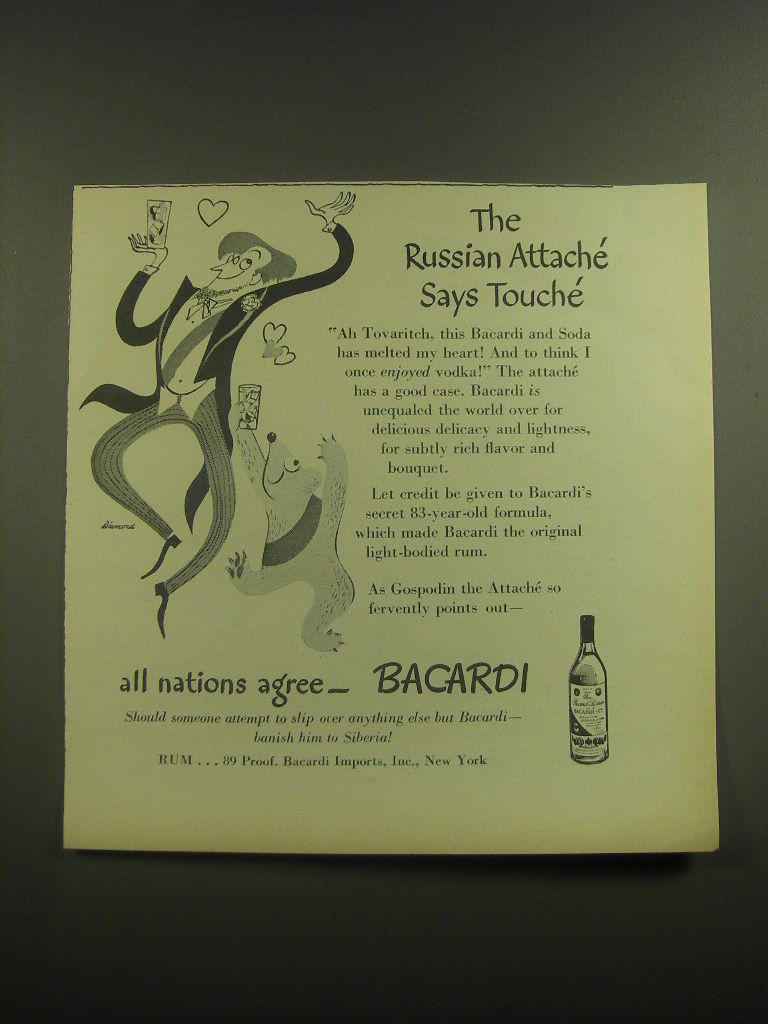 The
Russian Attaché
Says Touché
"Ah Tovaritch, this Bacardi and Soda
has melted my heart! And to think I
once enjoyed vodka!" The attaché
has a good case. Bacardi is
unequaled the world over for
delicious delicacy and lightness,
for subtly rich flavor and
bouquet.
Let credit be given to Bacardi's
secret 83-year-old formula,
which made Bacardi the original
light-bodied rum.
As Gospodin the Attaché so
fervently points out—
Diamond
all nations agree— BACARDI
Should someone attempt to slip over anything else but Bacardi—
banish him to Siberia!
RUM . . . 89 Proof. Bacardi Imports, Inc., New York
BACARDI